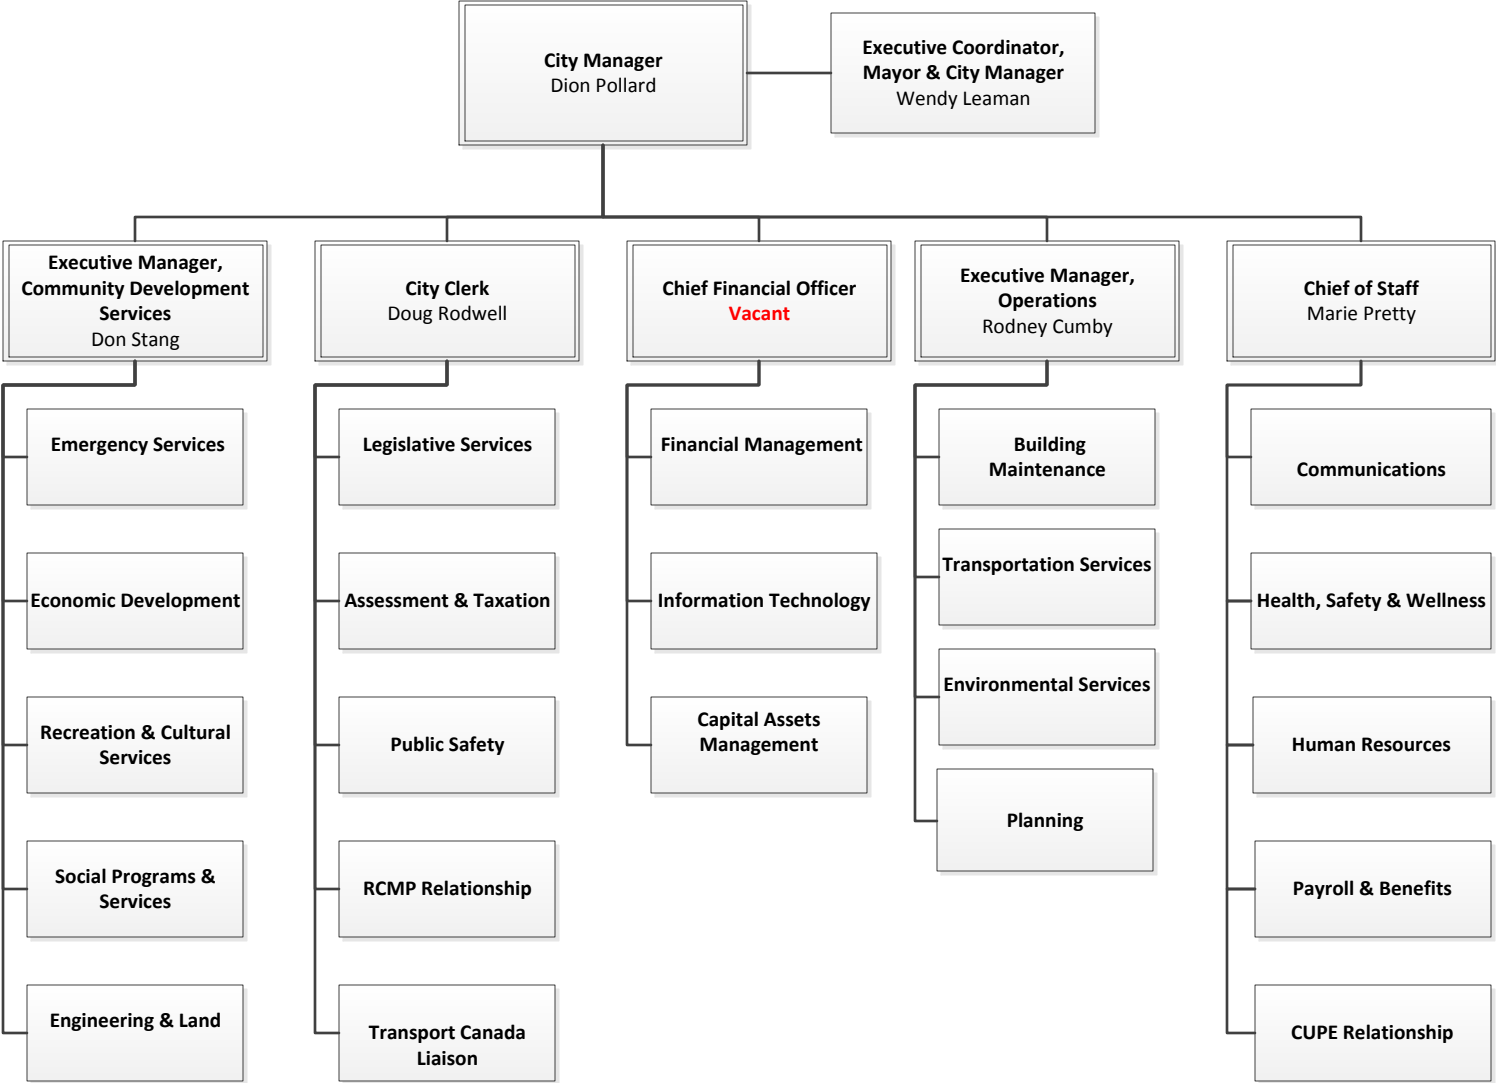 City Manager
Dion Pollard
Executive Coordinator,
Mayor & City Manager
Wendy Leaman
Executive Manager,
Community Development
Services
Don Stang
City Clerk
Doug Rodwell
Chief Financial Officer
Vacant
Executive Manager,
Operations
Rodney Cumby
Chief of Staff
Marie Pretty
Emergency Services
Economic Development
Recreation & Cultural
Services
Social Programs &
Services
Engineering & Land
Legislative Services
Assessment & Taxation
Public Safety
RCMP Relationship
Transport Canada
Liaison
Financial Management
Information Technology
Capital Assets
Management
Building
Maintenance
Transportation Services
Environmental Services
Planning
Communications
Health, Safety & Wellness
Human Resources
Payroll & Benefits
CUPE Relationship